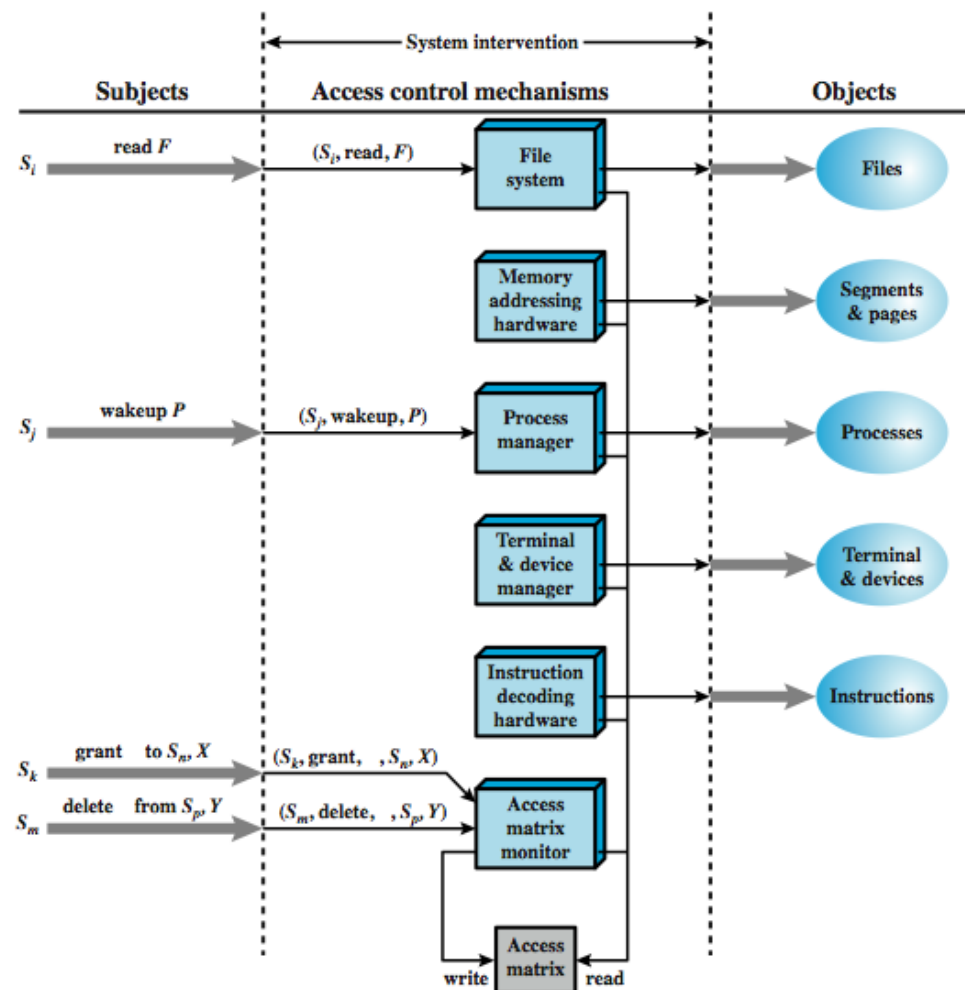 System intervention
Subjects
Access control mechanisms
Objects
read F
Si
(Si, read, F)
File
system
Files
Memory
addressing
hardware
Segments
& pages
wakeup P
Sj
(Sj, wakeup, P)
Process
manager
Processes
Terminal
& device
manager
Terminal
& devices
Instruction
decoding
hardware
Instructions
grant to Sn, X
Sk
(Sk, grant, , Sn, X)
delete from Sp, Y
Sm
(Sm, delete, , Sp, Y)
Access
matrix
monitor
Access
matrix
write
read